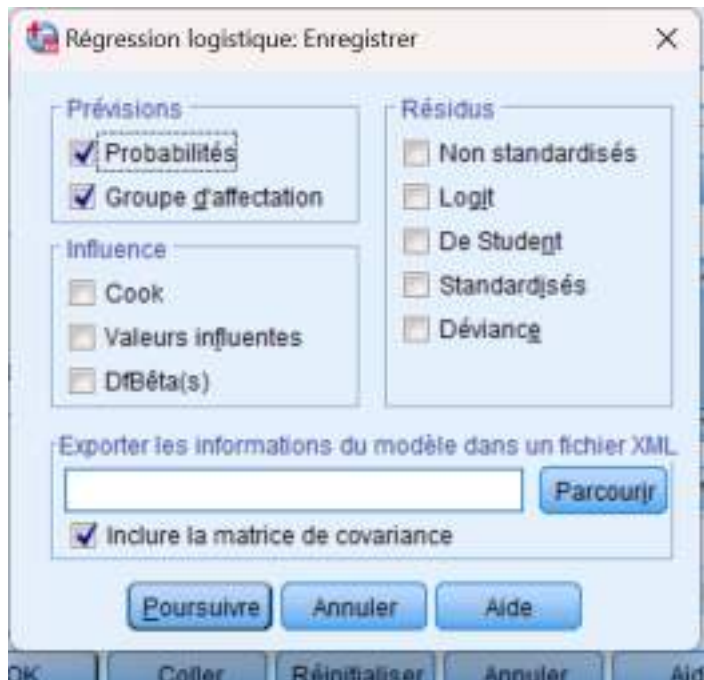 Régression logistique: Enregistrer
Prévisions
Probabilités
Groupe d'affectation
Influence
Cook
Valeurs influentes
DfBêta(s)
Résidus
Non standardisés
Logit
De Student
Standardisés
Déviance
Exporter les informations du modèle dans un fichier XML
Parcourir
Inclure la matrice de covariance
Poursuivre Annuler Aide
OK Coller Réinitialiser Annuler Aid